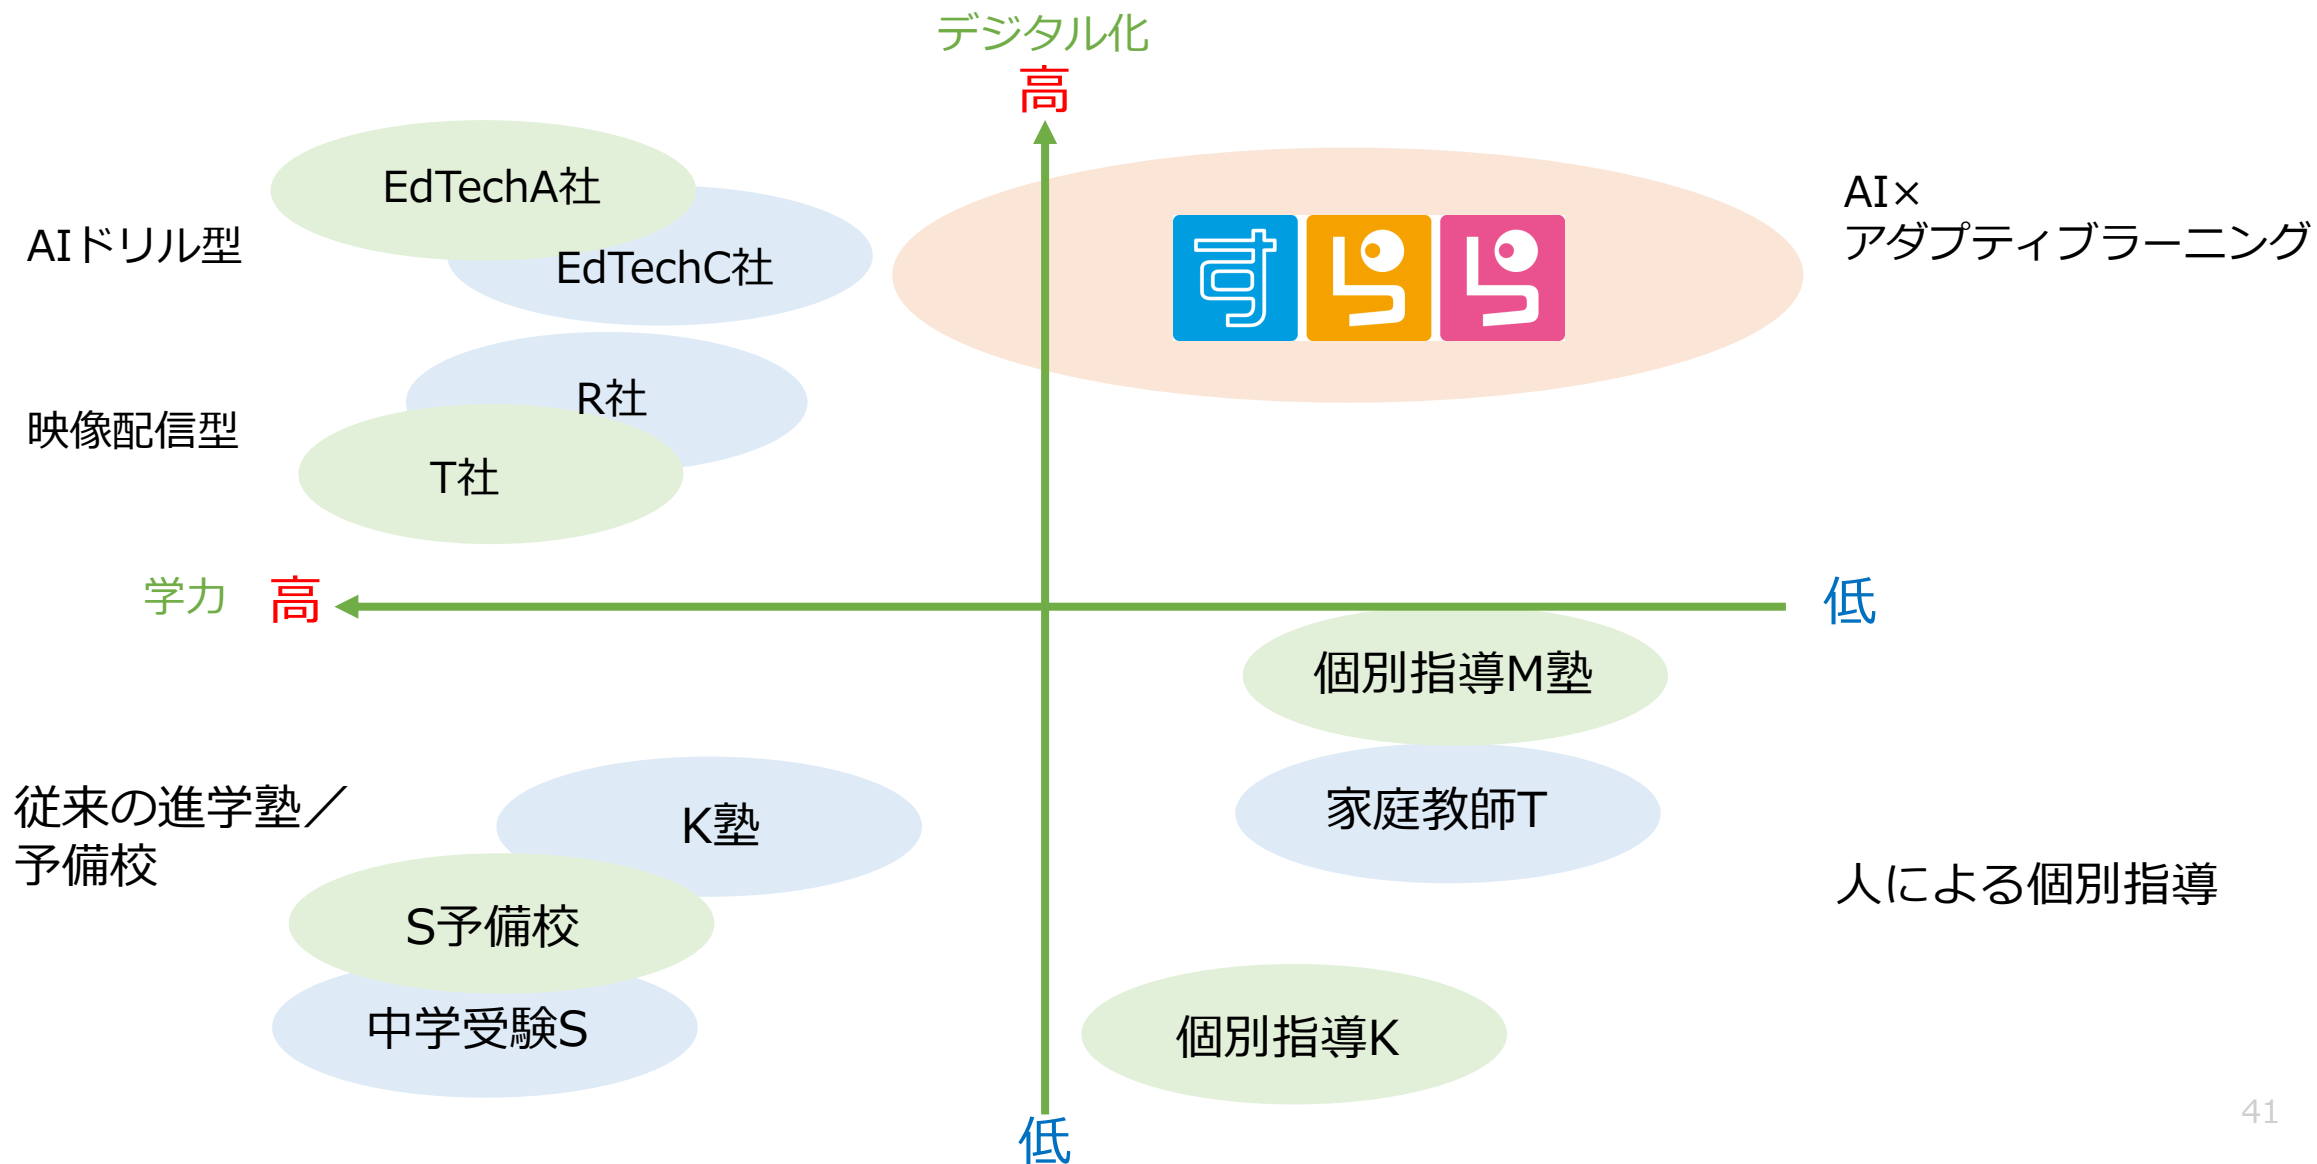 デジタル化
高
EdTechA社
AI×
アダプティブラーニング
AIドリル型
EdTechC社
すらら
R社
映像配信型
T社
学力 高
低
個別指導M塾
家庭教師T
従来の進学塾／
予備校
K塾
人による個別指導
S予備校
中学受験S
個別指導K
低
41